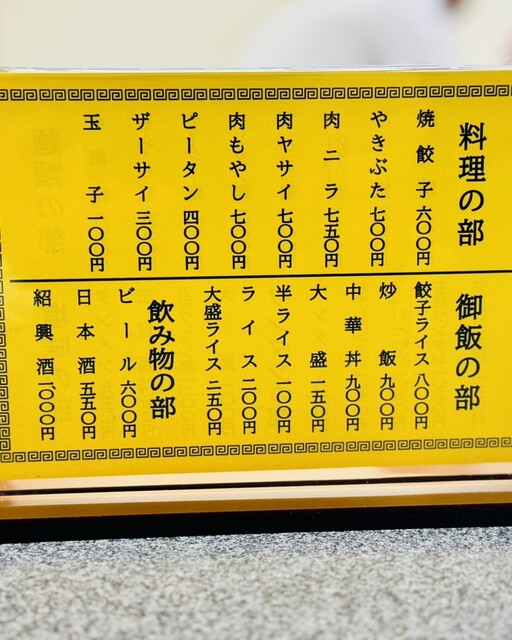 料理の部
焼餃子 六〇〇円
やきぶた 七〇〇円
肉ニラ 七五〇円
肉ヤサイ 七〇〇円
肉もやし 七〇〇円
ピータン 四〇〇円
ザーサイ 三〇〇円
玉子 一〇〇円
御飯の部
餃子ライス 八〇〇円
炒飯 九〇〇円
中華丼 九〇〇円
大盛 一五〇円
半ライス 一〇〇円
ライス 二〇〇円
大盛ライス 二五〇円
飲み物の部
ビール 六〇〇円
日本酒 五五〇円
紹興酒 一、〇〇〇円